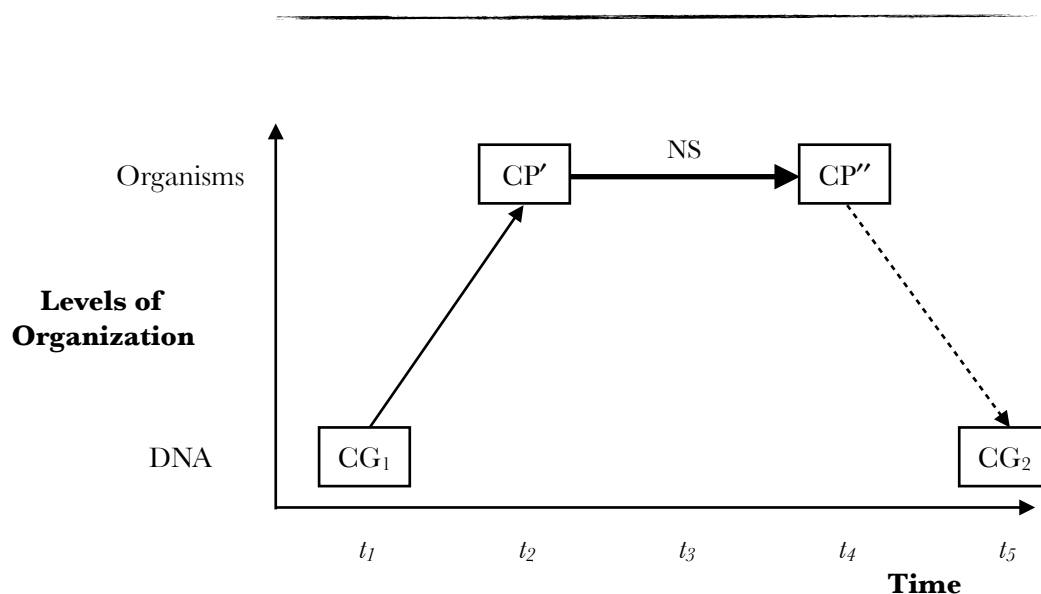 NS
Organisms
CP′
CP″
Levels of
Organization
DNA
CG₁
CG₂
t₁
t₂
t₃
t₄
t₅
Time